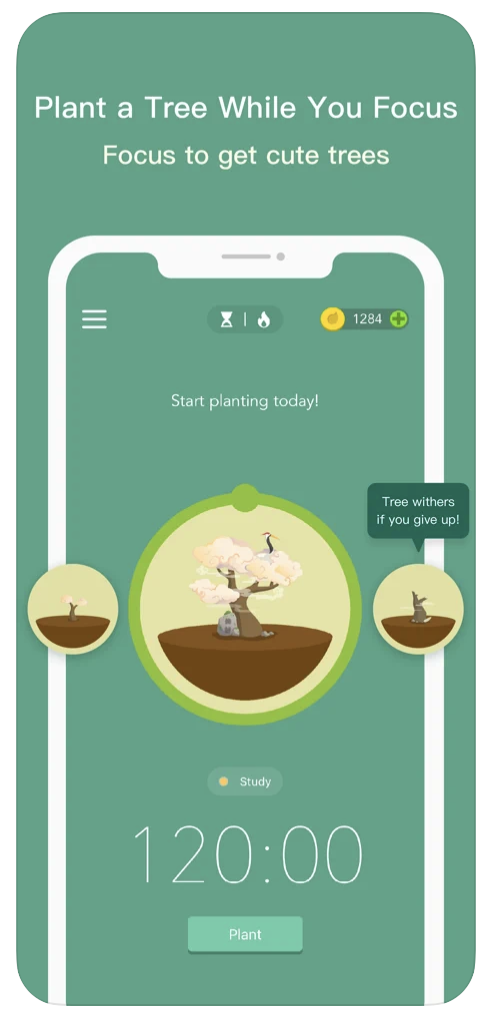 Plant a Tree While You Focus
Focus to get cute trees
1284
Start planting today!
Tree withers
if you give up!
Study
120:00
Plant